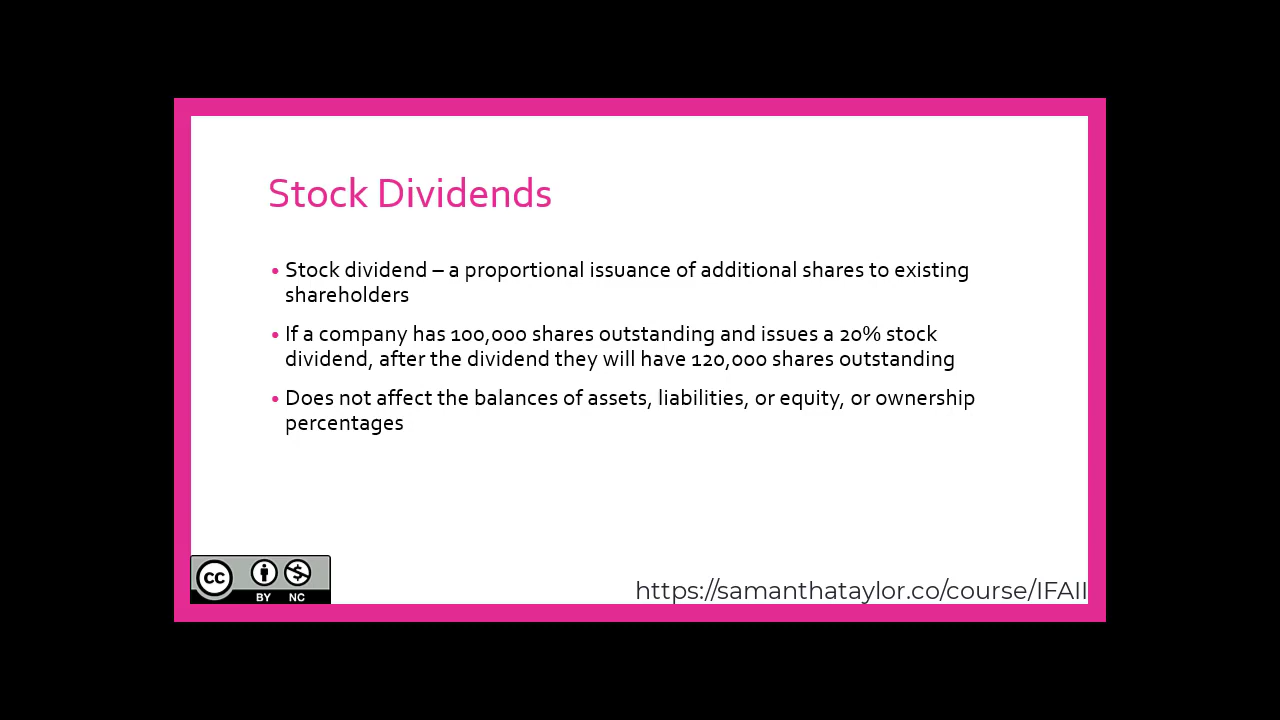 Stock Dividends
• Stock dividend – a proportional issuance of additional shares to existing
shareholders
• If a company has 100,000 shares outstanding and issues a 20% stock
dividend, after the dividend they will have 120,000 shares outstanding
• Does not affect the balances of assets, liabilities, or equity, or ownership
percentages
cc
BY NC
https://samanthataylor.co/course/IFAII